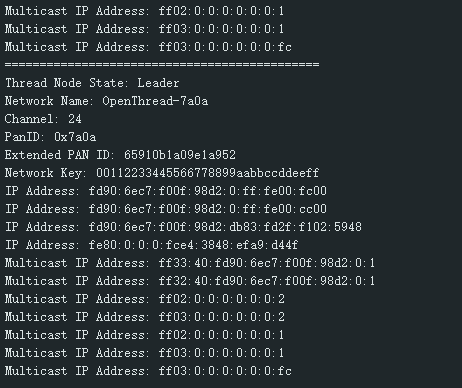 Multicast IP Address: ff02:0:0:0:0:0:0:1
Multicast IP Address: ff03:0:0:0:0:0:0:1
Multicast IP Address: ff03:0:0:0:0:0:0:fc
=============================================
Thread Node State: Leader
Network Name: OpenThread-7a0a
Channel: 24
PanID: 0x7a0a
Extended PAN ID: 65910b1a09e1a952
Network Key: 00112233445566778899aabbccddeeff
IP Address: fd90:6ec7:f00f:98d2:0:ff:fe00:fc00
IP Address: fd90:6ec7:f00f:98d2:0:ff:fe00:cc00
IP Address: fd90:6ec7:f00f:98d2:db83:fd2f:f102:5948
IP Address: fe80:0:0:0:fce4:3848:efa9:d44f
Multicast IP Address: ff33:40:fd90:6ec7:f00f:98d2:0:1
Multicast IP Address: ff32:40:fd90:6ec7:f00f:98d2:0:1
Multicast IP Address: ff02:0:0:0:0:0:0:2
Multicast IP Address: ff03:0:0:0:0:0:0:2
Multicast IP Address: ff02:0:0:0:0:0:0:1
Multicast IP Address: ff03:0:0:0:0:0:0:1
Multicast IP Address: ff03:0:0:0:0:0:0:fc